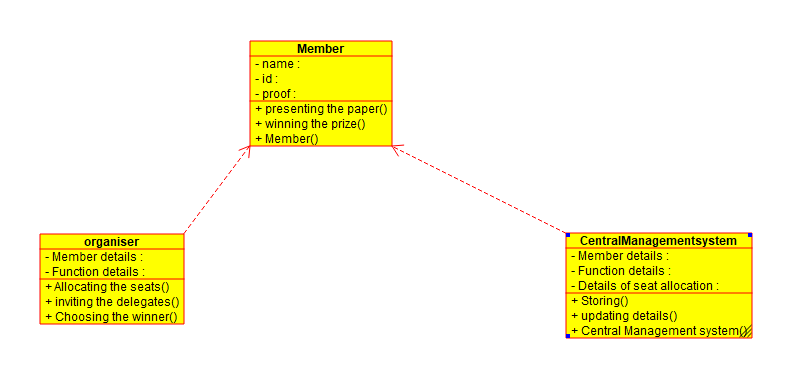 Member
- name :
- id :
- proof :
+ presenting the paper()
+ winning the prize()
+ Member()
organiser
- Member details :
- Function details :
+ Allocating the seats()
+ inviting the delegates()
+ Choosing the winner()
CentralManagementsystem
- Member details :
- Function details :
- Details of seat allocation :
+ Storing()
+ updating details()
+ Central Management system()